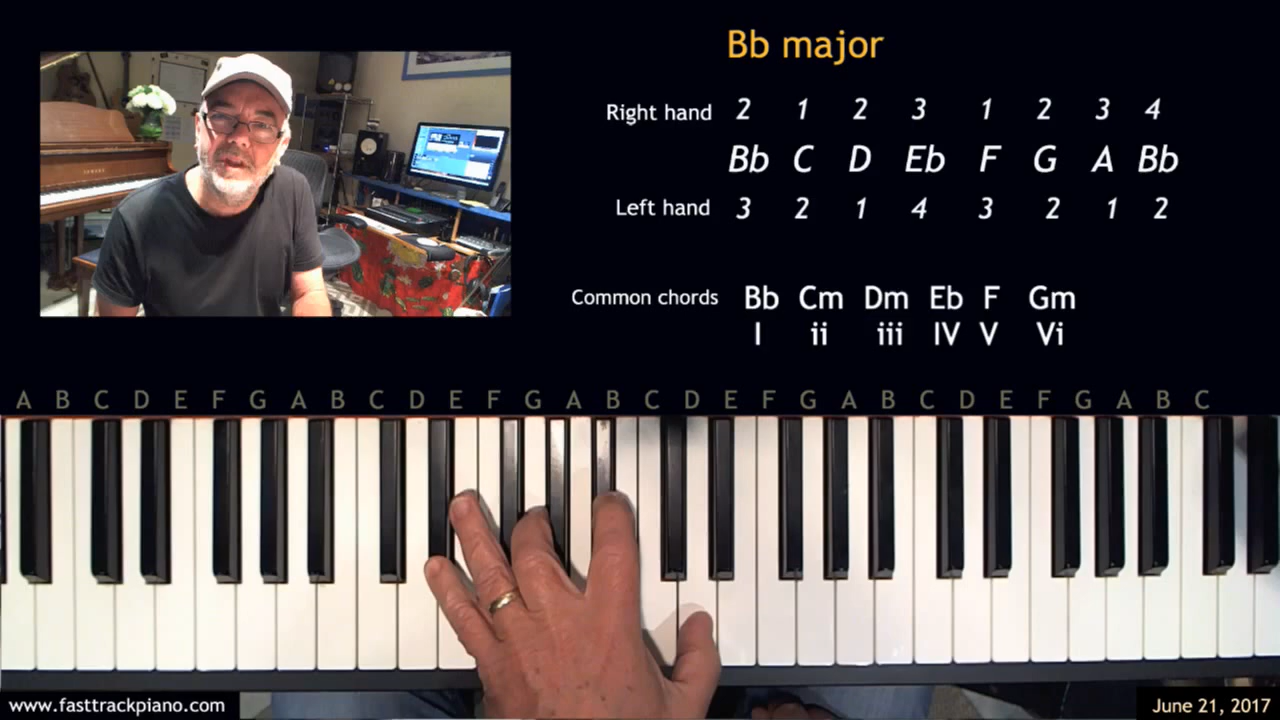 Bb major
Right hand 2 1 2 3 1 2 3 4
Bb C D Eb F G A Bb
Left hand 3 2 1 4 3 2 1 2
Common chords Bb Cm Dm Eb F Gm
I ii iii IV V Vi
A B C D E F G A B C D E F G A B C D E F G A B C D E F G A B C
www.fasttrackpiano.com
June 21, 2017